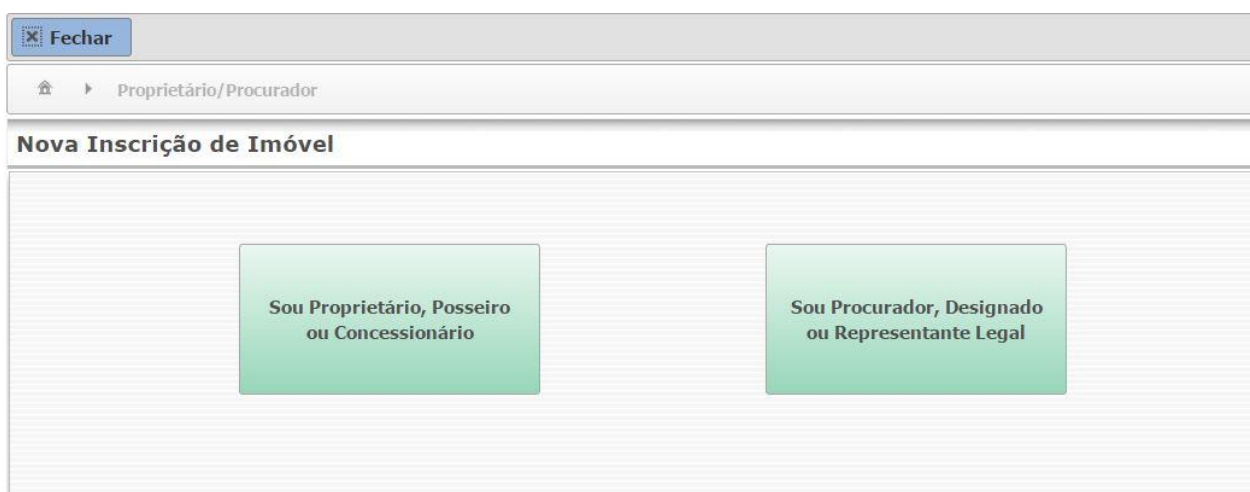 Fechar
Proprietário/Procurador
Nova Inscrição de Imóvel
Sou Proprietário, Posseiro
ou Concessionário
Sou Procurador, Designado
ou Representante Legal